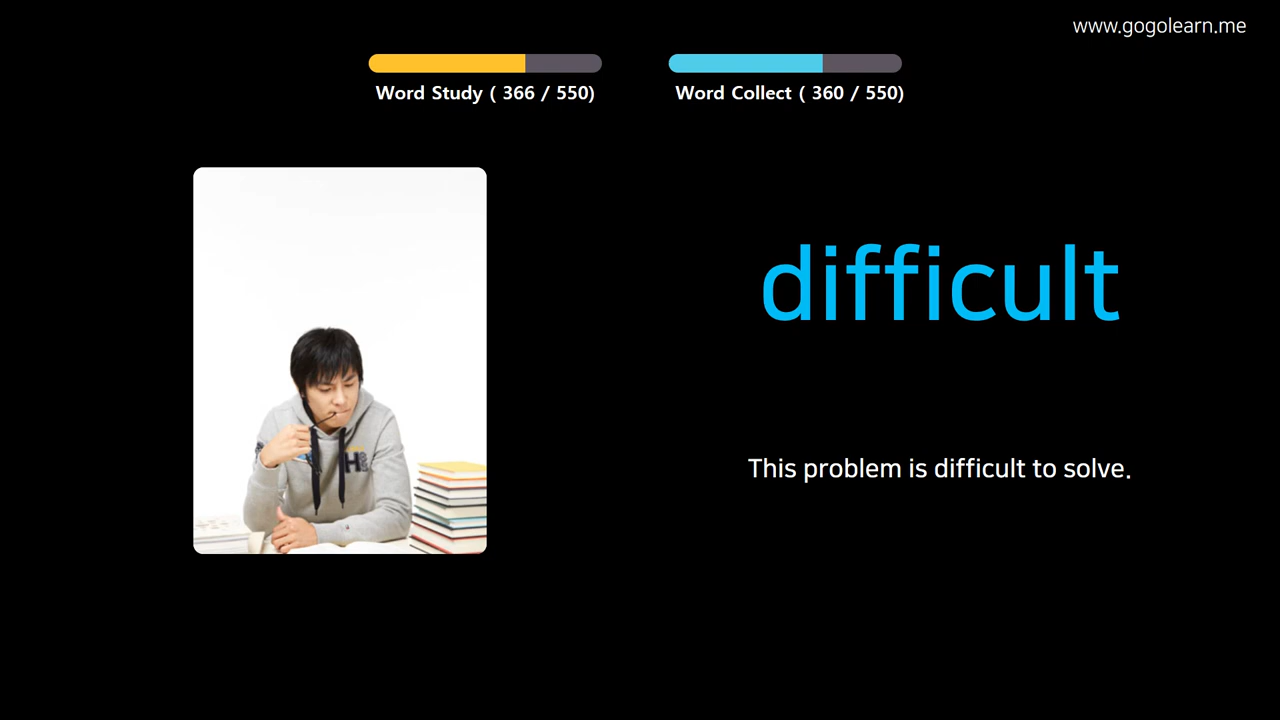 www.gogolearn.me
Word Study ( 366 / 550)
Word Collect ( 360 / 550)
difficult
This problem is difficult to solve.
H